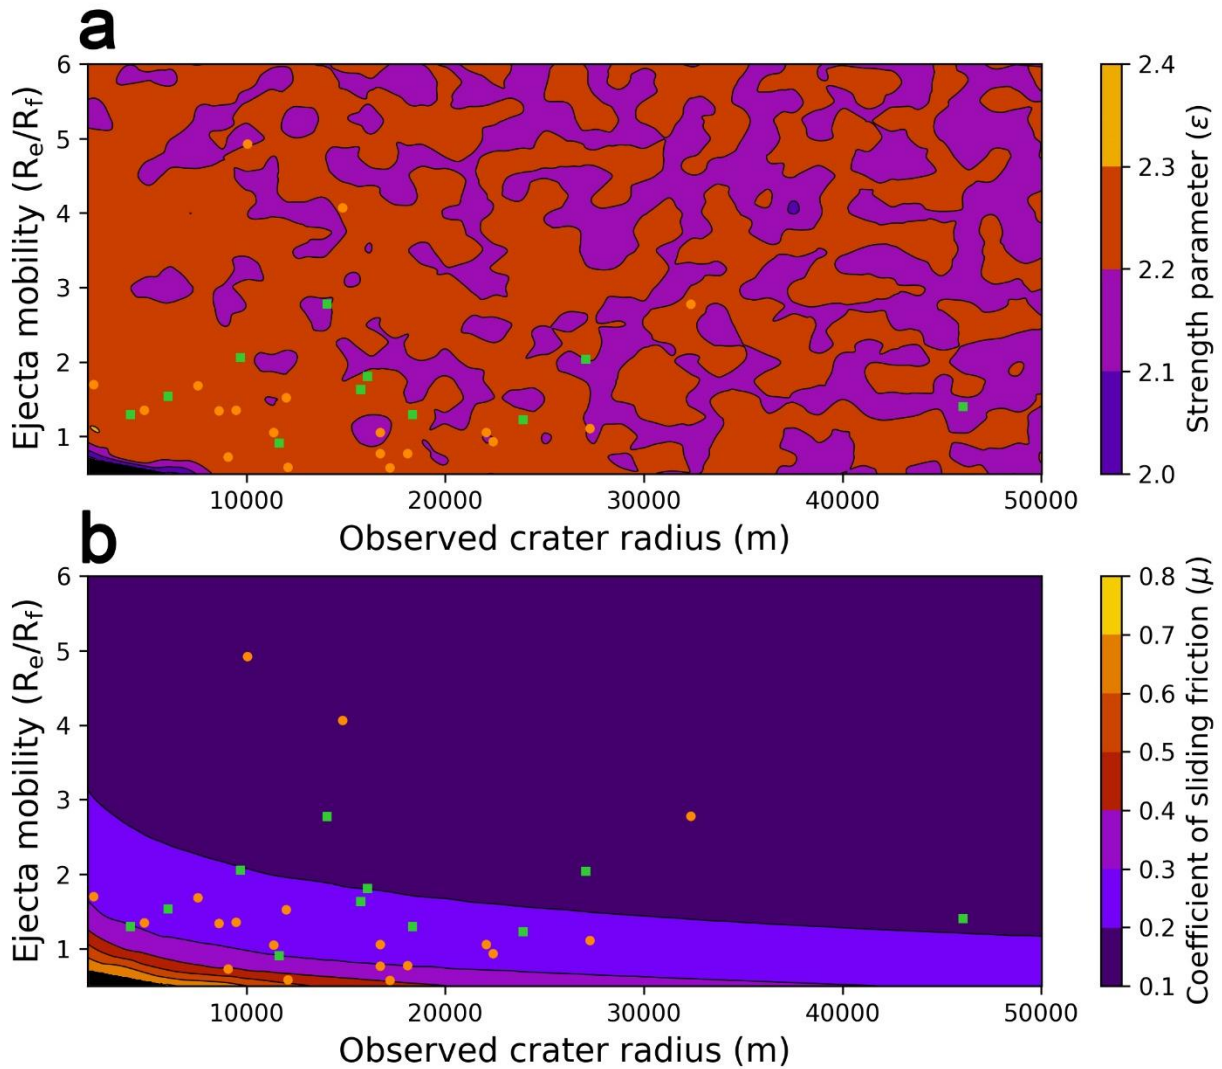 a
6
5
4
3
2
1
Ejecta mobility (Re/Rf)
10000 20000 30000 40000 50000
Observed crater radius (m)
2.4
2.3
2.2
2.1
2.0
Strength parameter (ε)
b
6
5
4
3
2
1
Ejecta mobility (Re/Rf)
10000 20000 30000 40000 50000
Observed crater radius (m)
0.8
0.7
0.6
0.5
0.4
0.3
0.2
0.1
Coefficient of sliding friction (μ)